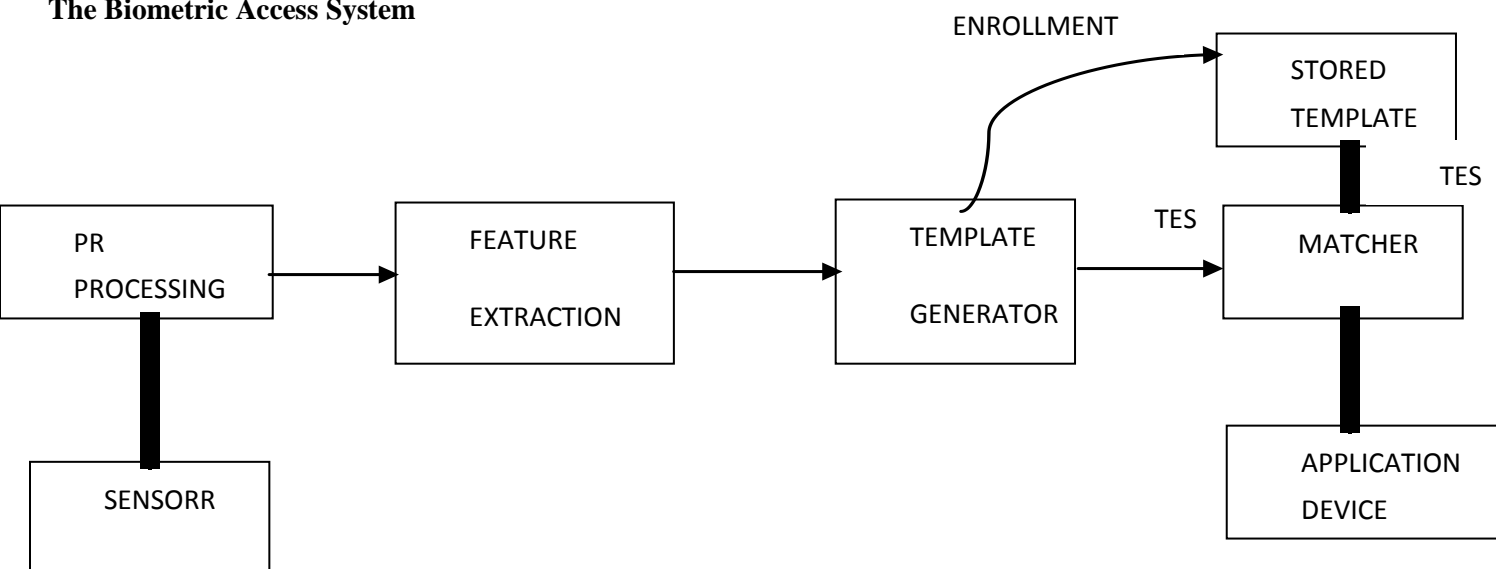 The Biometric Access System
ENROLLMENT
STORED
TEMPLATE
TES
PR
PROCESSING
FEATURE
EXTRACTION
TEMPLATE
GENERATOR
TES
MATCHER
SENSORR
APPLICATION
DEVICE